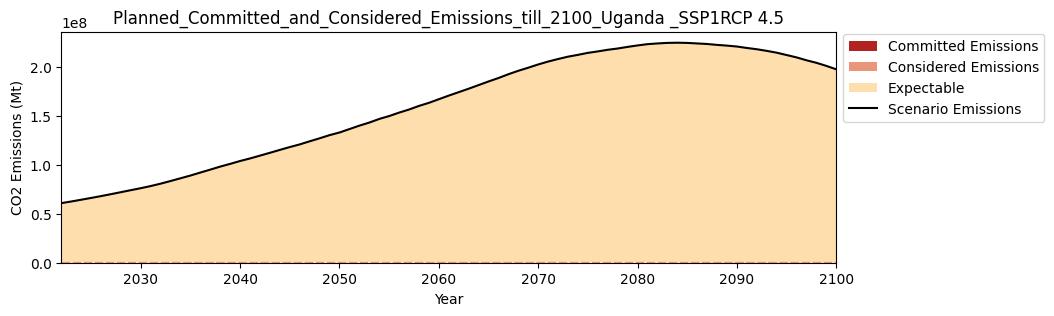 Planned_Committed_and_Considered_Emissions_till_2100_Uganda _SSP1RCP 4.5
1e8
Committed Emissions
Considered Emissions
Expectable
Scenario Emissions
CO2 Emissions (Mt)
2.0
1.5
1.0
0.5
0.0
2030 2040 2050 2060 2070 2080 2090 2100
Year